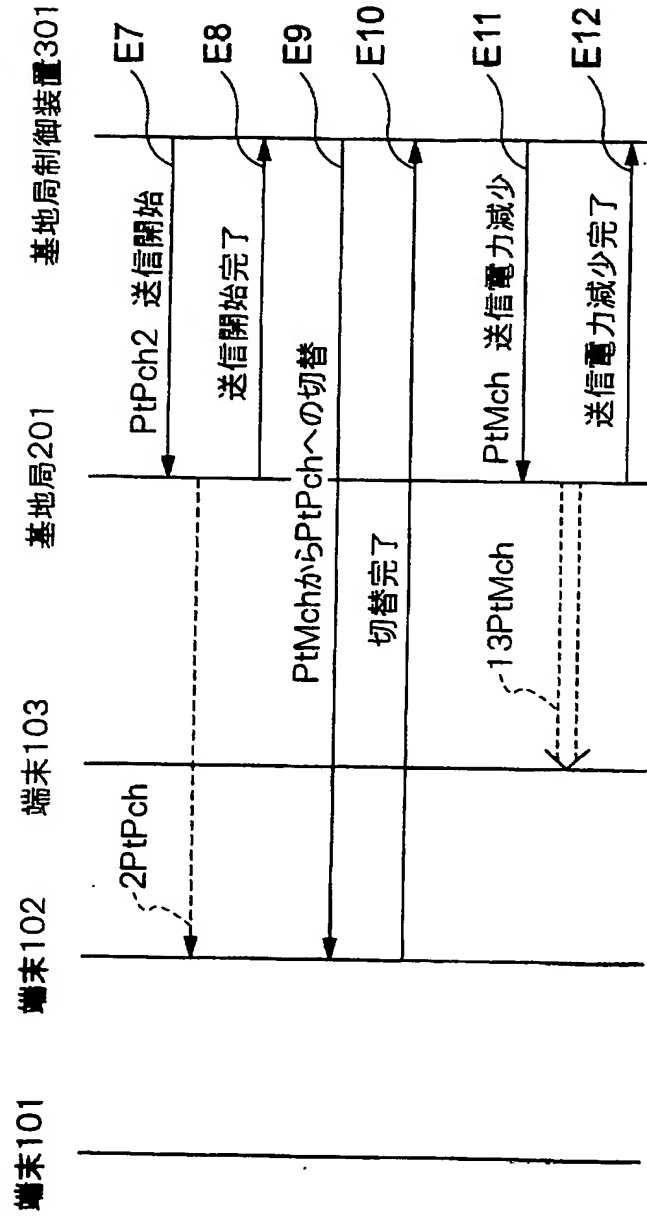 端末101
端末102
端末103
基地局201
基地局制御装置301
PtPch2 送信開始
E7
2PtPch
送信開始完了
E8
PtMchからPtPchへの切替
E9
切替完了
E10
PtMch 送信電力減少
E11
13PtMch
送信電力減少完了
E12